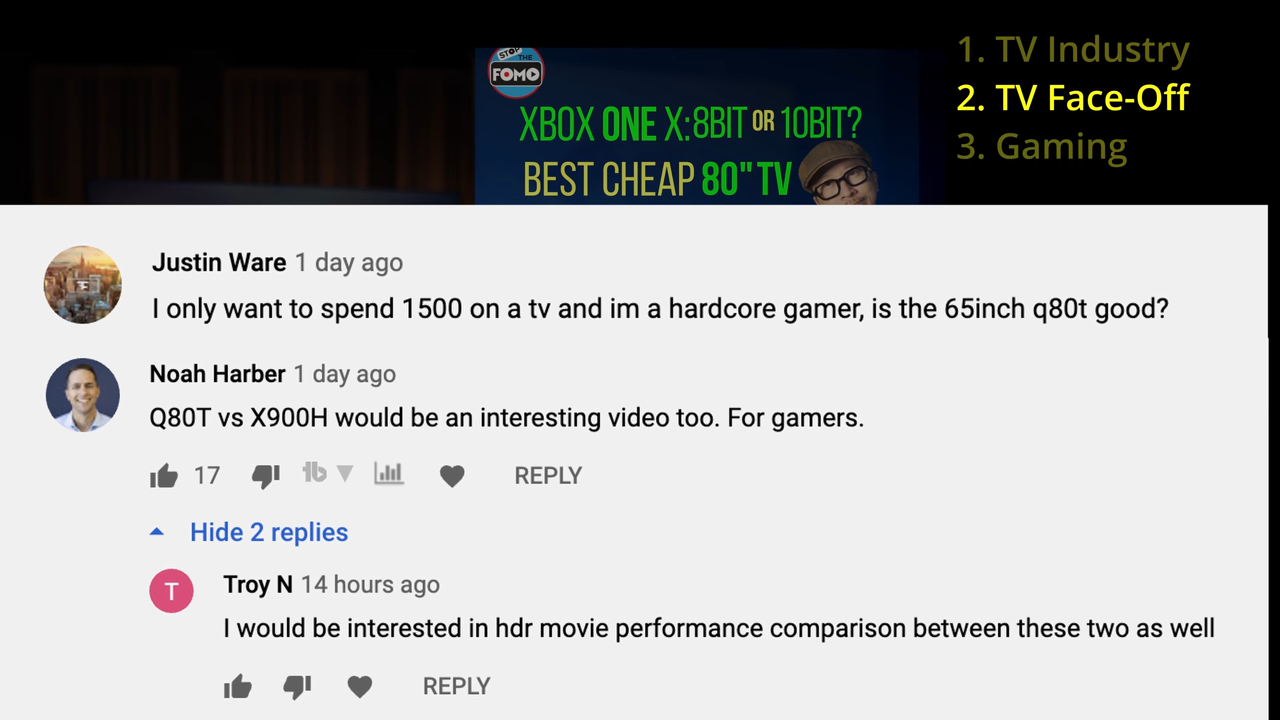 STOP
THE
FOMO
XBOX ONE X: 8BIT OR 10BIT?
BEST CHEAP 80" TV
1. TV Industry
2. TV Face-Off
3. Gaming
Justin Ware 1 day ago
I only want to spend 1500 on a tv and im a hardcore gamer, is the 65inch q80t good?
Noah Harber 1 day ago
Q80T vs X900H would be an interesting video too. For gamers.
17 tb REPLY
Hide 2 replies
T
Troy N 14 hours ago
I would be interested in hdr movie performance comparison between these two as well
REPLY